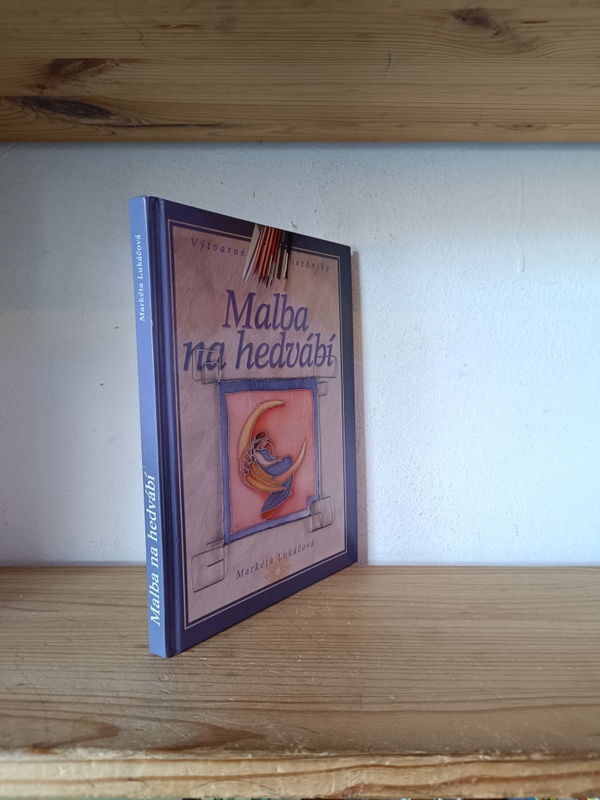 Markéta Lukáčová
Malba na hedvábí
Výtvarné techniky
Malba
na hedvábí
Markéta Lukáčová